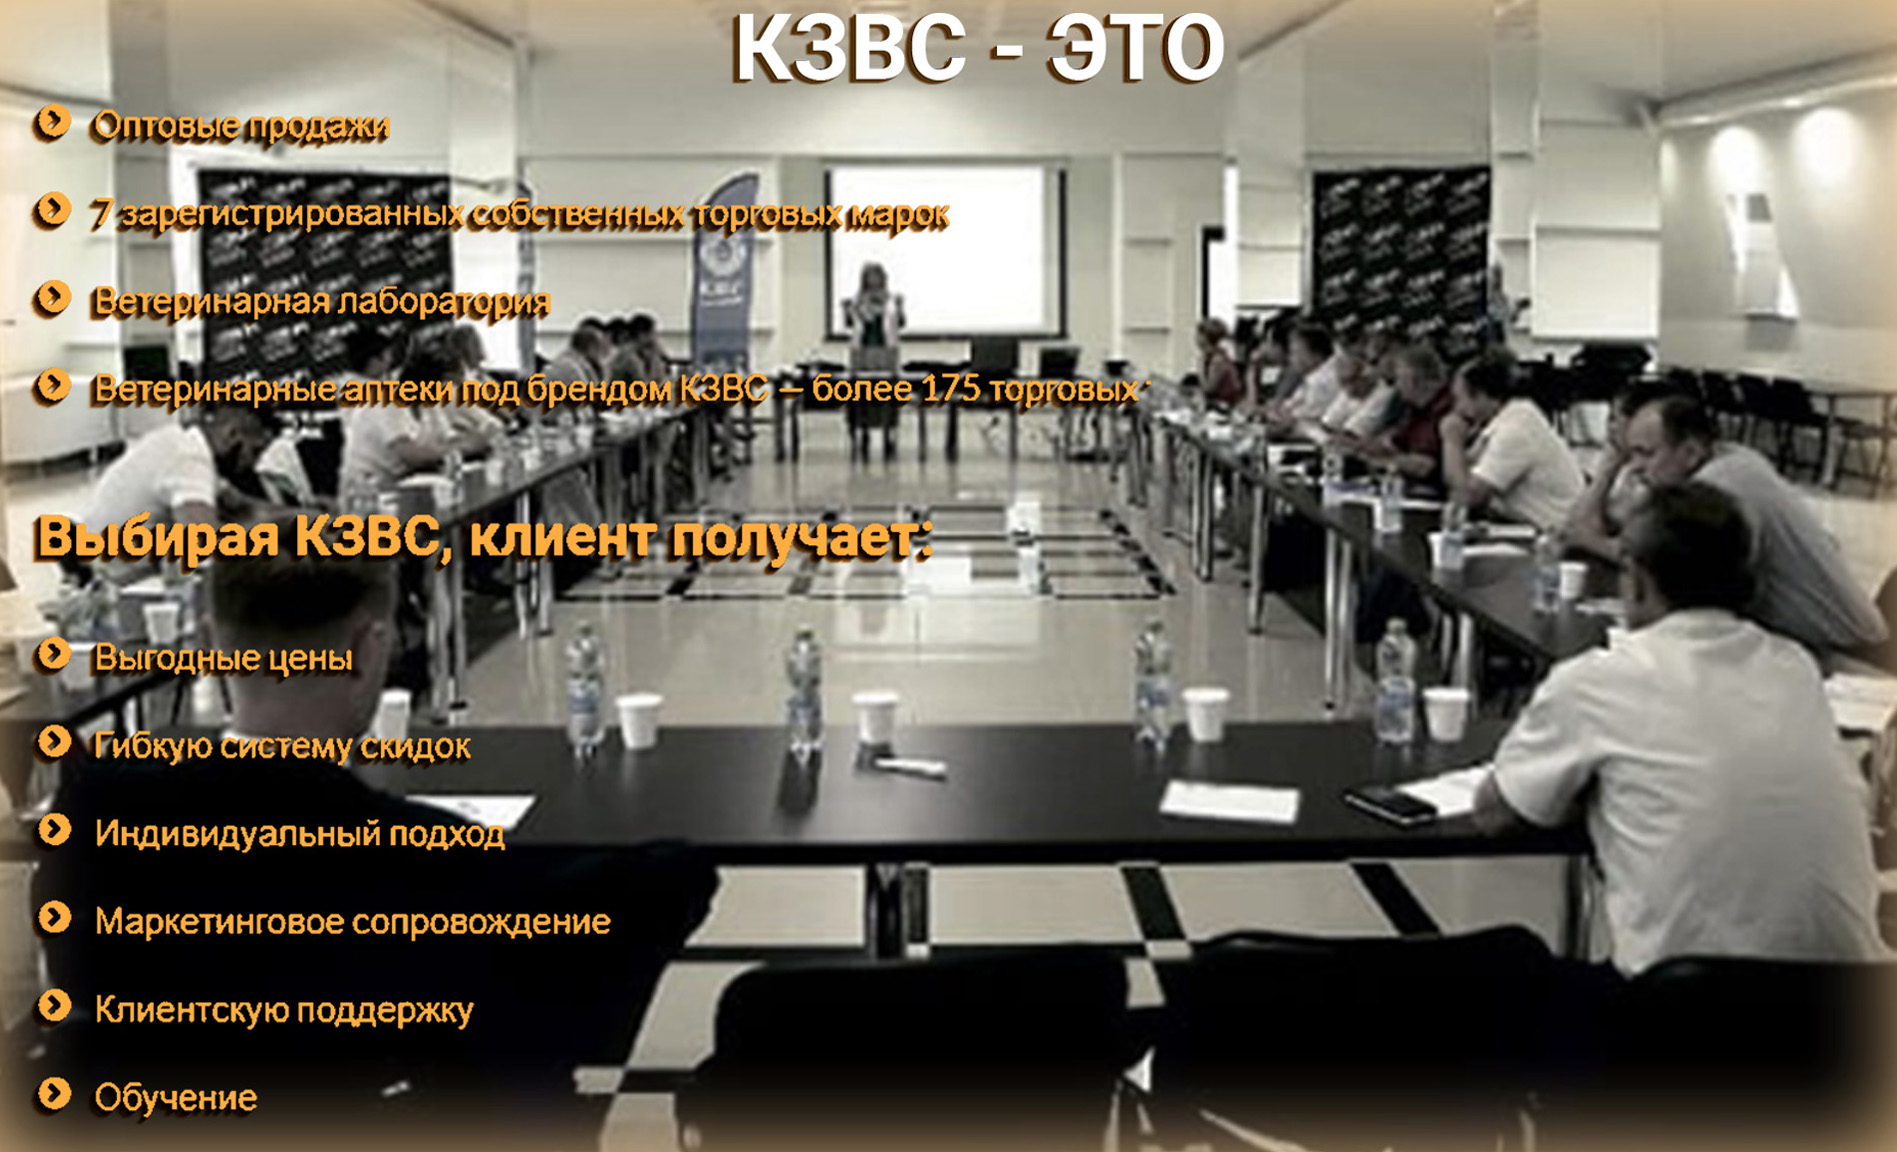 КЗВС - ЭТО
Оптовые продажи
7 зарегистрированных собственных торговых марок
Ветеринарная лаборатория
Ветеринарные аптеки под брендом КЗВС – более 175 торговых
Выбирая КЗВС, клиент получает:
Выгодные цены
Гибкую систему скидок
Индивидуальный подход
Маркетинговое сопровождение
Клиентскую поддержку
Обучение